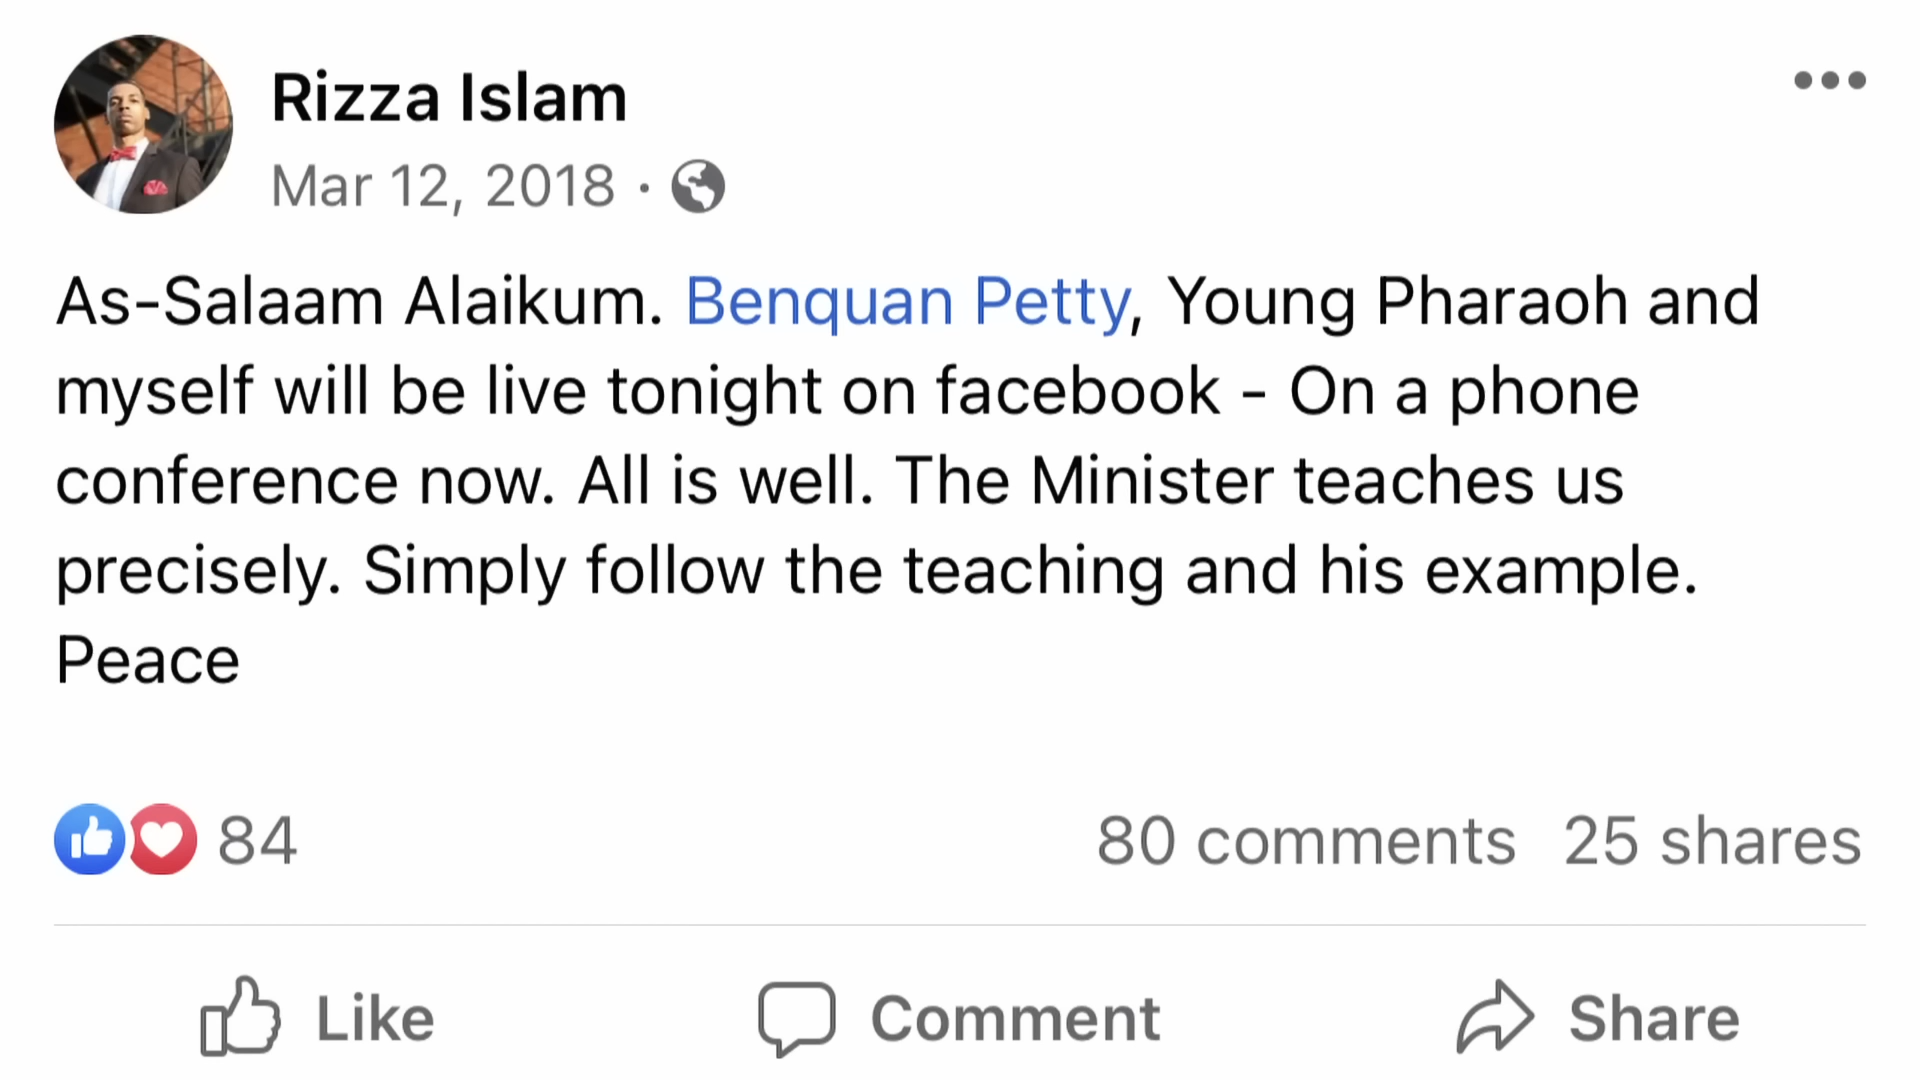 Rizza Islam
Mar 12, 2018 ·
As-Salaam Alaikum. Benquan Petty, Young Pharaoh and
myself will be live tonight on facebook - On a phone
conference now. All is well. The Minister teaches us
precisely. Simply follow the teaching and his example.
Peace
84
80 comments 25 shares
Like Comment Share